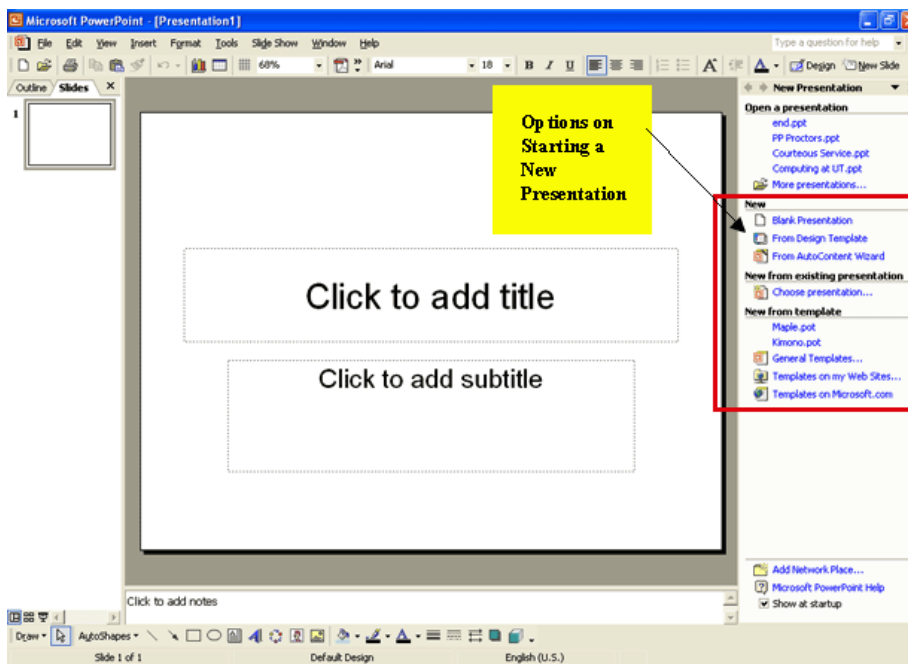 Microsoft PowerPoint - [Presentation1]
File Edit View Insert Format Tools Slide Show Window Help
Type a question for help
68% Arial 18 B I U A A Design New Slide
Outline Slides X
New Presentation
1
Open a presentation
end.ppt
PP Proctors.ppt
Courteous Service.ppt
Computing at UT.ppt
More presentations...
Options on
Starting a
New
Presentation
New
Blank Presentation
From Design Template
From AutoContent Wizard
New from existing presentation
Choose presentation...
New from template
Maple.pot
Kimono.pot
General Templates...
Templates on my Web Sites...
Templates on Microsoft.com
Click to add title
Click to add subtitle
Add Network Place...
Microsoft PowerPoint Help
Show at startup
Click to add notes
Draw AutoShapes
Slide 1 of 1 Default Design English (U.S.)